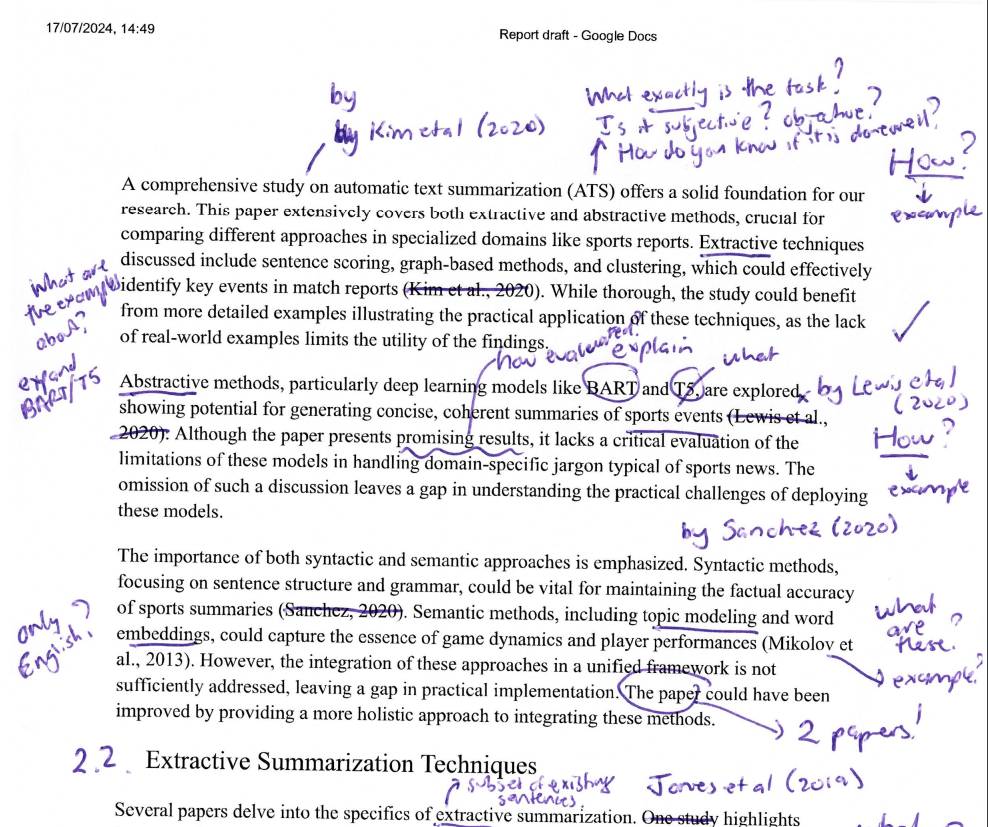 17/07/2024, 14:49
Report draft - Google Docs
by
by Kim et al (2020)
What exactly is the task?
Is it subjective? objective?
How do you know if it is done well?
How?
example
A comprehensive study on automatic text summarization (ATS) offers a solid foundation for our
research. This paper extensively covers both extractive and abstractive methods, crucial for
comparing different approaches in specialized domains like sports reports. Extractive techniques
discussed include sentence scoring, graph-based methods, and clustering, which could effectively
identify key events in match reports (Kim et al., 2020). While thorough, the study could benefit
from more detailed examples illustrating the practical application of these techniques, as the lack
of real-world examples limits the utility of the findings.
what are
the examples
about?
expand
BART/T5
how evaluated?
explain
what
Abstractive methods, particularly deep learning models like BART and T5, are explored,
by Lewis et al
(2020)
showing potential for generating concise, coherent summaries of sports events (Lewis et al.,
2020). Although the paper presents promising results, it lacks a critical evaluation of the
How?
example
limitations of these models in handling domain-specific jargon typical of sports news. The
omission of such a discussion leaves a gap in understanding the practical challenges of deploying
these models.
by Sanchez (2020)
The importance of both syntactic and semantic approaches is emphasized. Syntactic methods,
focusing on sentence structure and grammar, could be vital for maintaining the factual accuracy
of sports summaries (Sanchez, 2020). Semantic methods, including topic modeling and word
embeddings, could capture the essence of game dynamics and player performances (Mikolov et
al., 2013). However, the integration of these approaches in a unified framework is not
sufficiently addressed, leaving a gap in practical implementation. The paper could have been
improved by providing a more holistic approach to integrating these methods.
only
Engish?
what
are ?
these.
example?
2 papers!
2.2 Extractive Summarization Techniques
subset of existing
sentences
Jones et al (2019)
Several papers delve into the specifics of extractive summarization. One study highlights